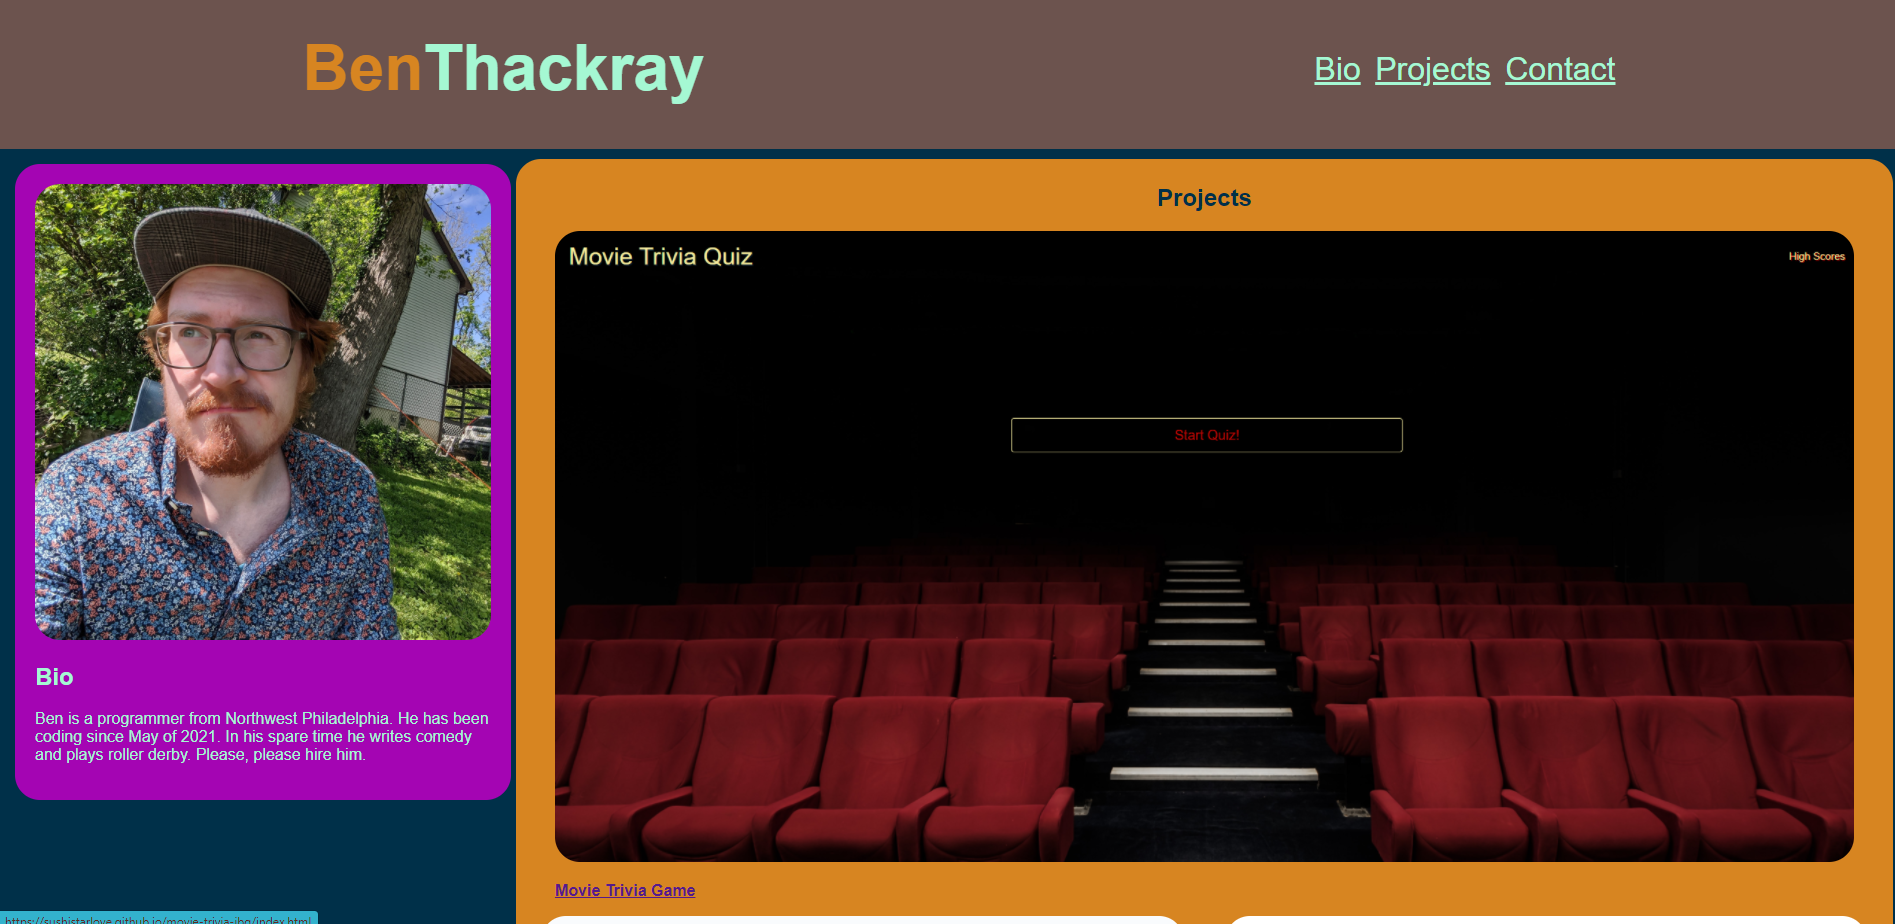 BenThackray
Bio Projects Contact
Projects
Movie Trivia Quiz
High Scores
Start Quiz!
Bio
Ben is a programmer from Northwest Philadelphia. He has been
coding since May of 2021. In his spare time he writes comedy
and plays roller derby. Please, please hire him.
Movie Trivia Game
https://sushistarlove.github.io/movie-trivia-jbg/index.html